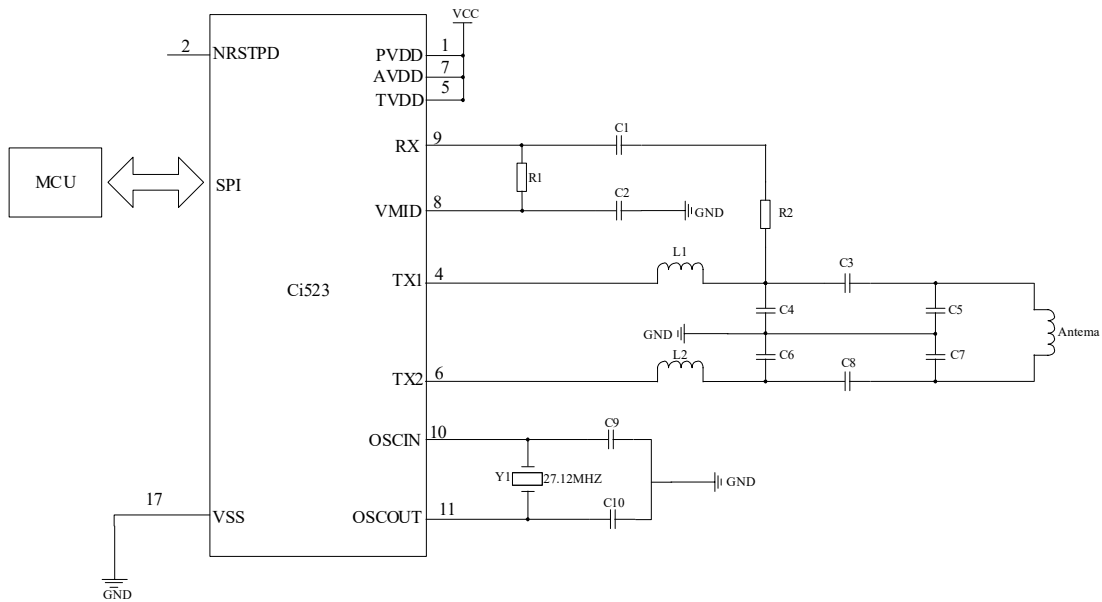 VCC
2
NRSTPD
PVDD
1
AVDD
7
TVDD
5
RX
9
C1
MCU
SPI
R1
VMID
8
C2
GND
R2
Ci523
TX1
4
L1
C3
C4
C5
GND
Antema
L2
C6
C7
C8
TX2
6
OSCIN
10
C9
Y1
27.12MHZ
GND
C10
17
VSS
OSCOUT
11
GND